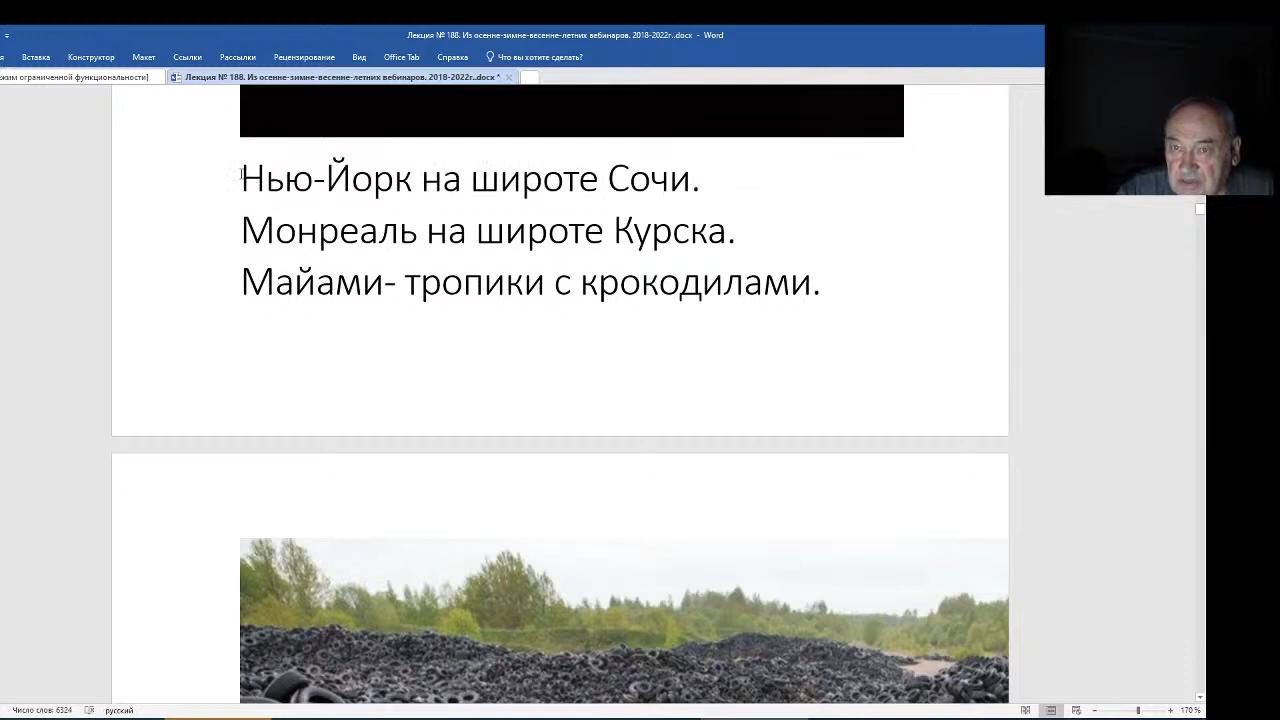 Лекция № 188. Из осенне-зимне-весенне-летних вебинаров. 2018-2022г..docx - Word
Вставка Конструктор Макет Ссылки Рассылки Рецензирование Вид Office Tab Справка Что вы хотите сделать?
ограниченной функциональности] Лекция № 188. Из осенне-зимне-весенне-летних вебинаров. 2018-2022г..docx *
Нью-Йорк на широте Сочи.
Монреаль на широте Курска.
Майами- тропики с крокодилами.
Число слов: 6324 русский 170 %